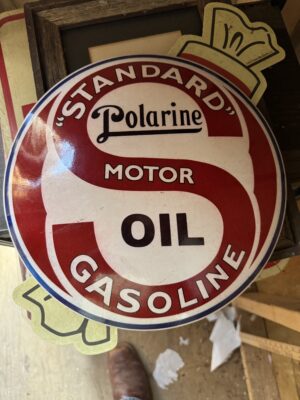 "STANDARD"
Polarine
MOTOR
OIL
GASOLINE